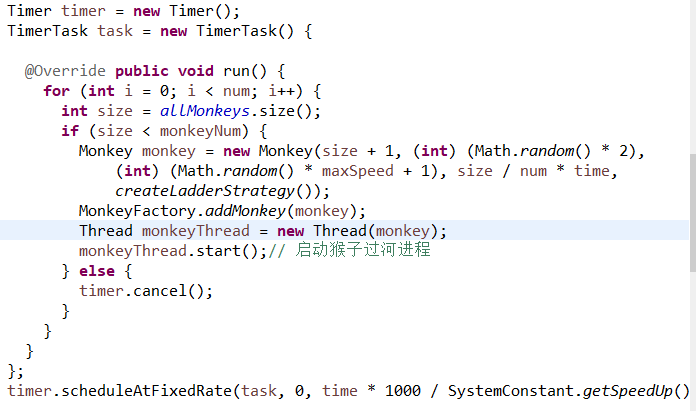 Timer timer = new Timer();
TimerTask task = new TimerTask() {
@Override public void run() {
for (int i = 0; i < num; i++) {
int size = allMonkeys.size();
if (size < monkeyNum) {
Monkey monkey = new Monkey(size + 1, (int) (Math.random() * 2),
(int) (Math.random() * maxSpeed + 1), size / num * time,
createLadderStrategy());
MonkeyFactory.addMonkey(monkey);
Thread monkeyThread = new Thread(monkey);
monkeyThread.start();// 启动猴子过河进程
} else {
timer.cancel();
}
}
}
};
timer.scheduleAtFixedRate(task, 0, time * 1000 / SystemConstant.getSpeedUp()